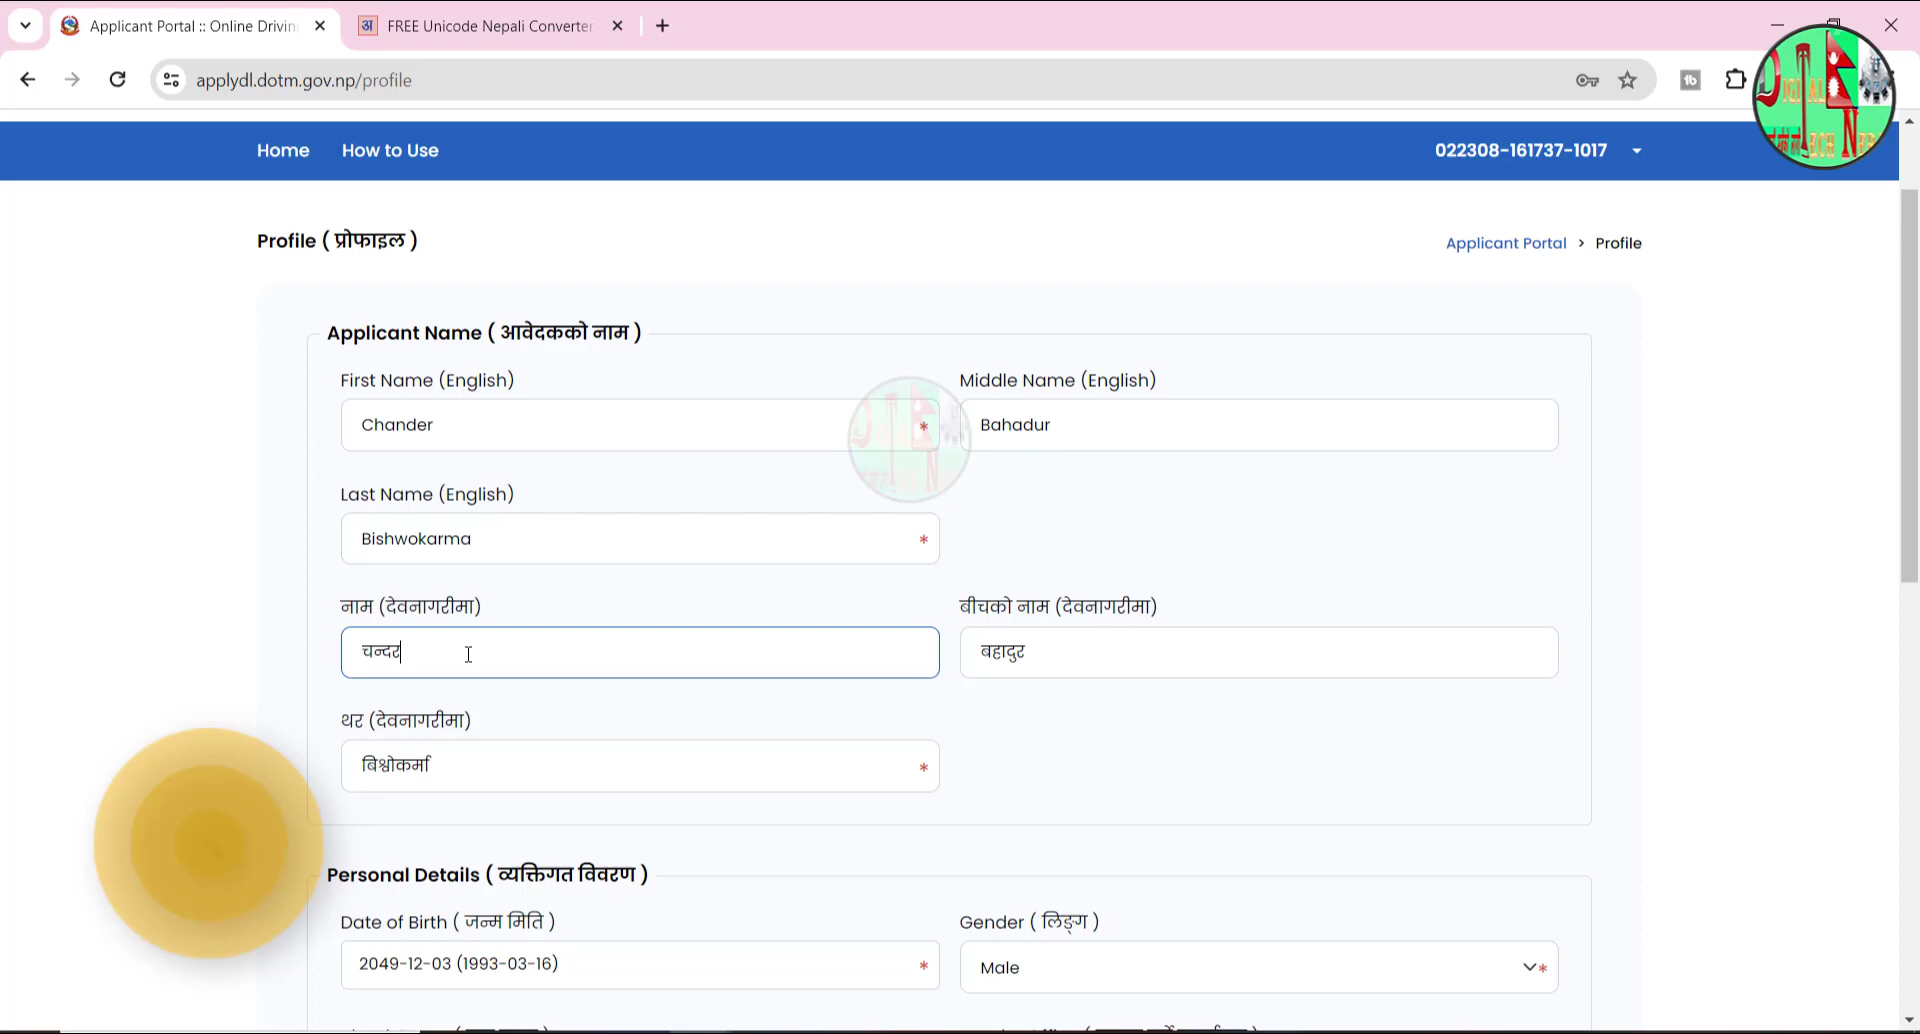 Applicant Portal :: Online Drivin
FREE Unicode Nepali Converter
applydl.dotm.gov.np/profile
Home How to Use 022308-161737-1017
Profile ( प्रोफाइल )
Applicant Portal > Profile
Applicant Name ( आवेदकको नाम )
First Name (English) Middle Name (English)
Chander * Bahadur
Last Name (English)
Bishwokarma *
नाम (देवनागरीमा) बीचको नाम (देवनागरीमा)
चन्दर बहादुर
थर (देवनागरीमा)
बिश्वोकर्मा *
Personal Details ( व्यक्तिगत विवरण )
Date of Birth ( जन्म मिति ) Gender ( लिङ्ग )
2049-12-03 (1993-03-16) * Male *